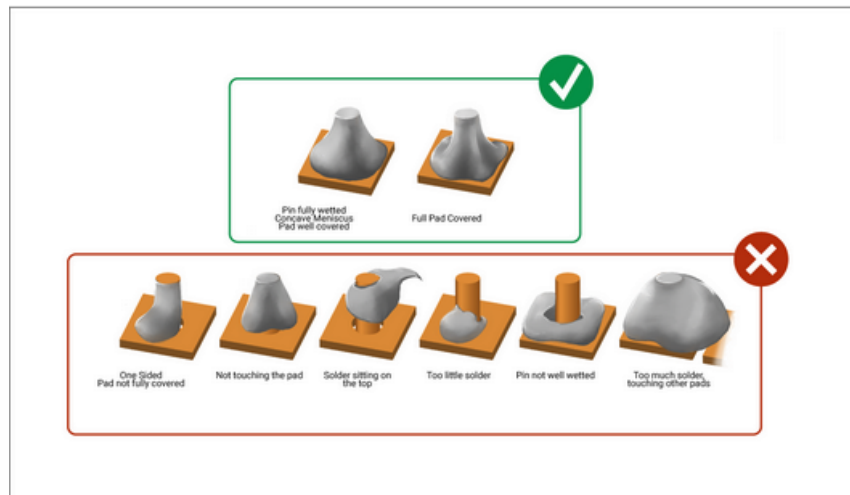 Pin fully wetted
Concave Meniscus
Pad well covered
Full Pad Covered
One Sided
Pad not fully covered
Not touching the pad
Solder sitting on
the top
Too little solder
Pin not well wetted
Too much solder,
touching other pads